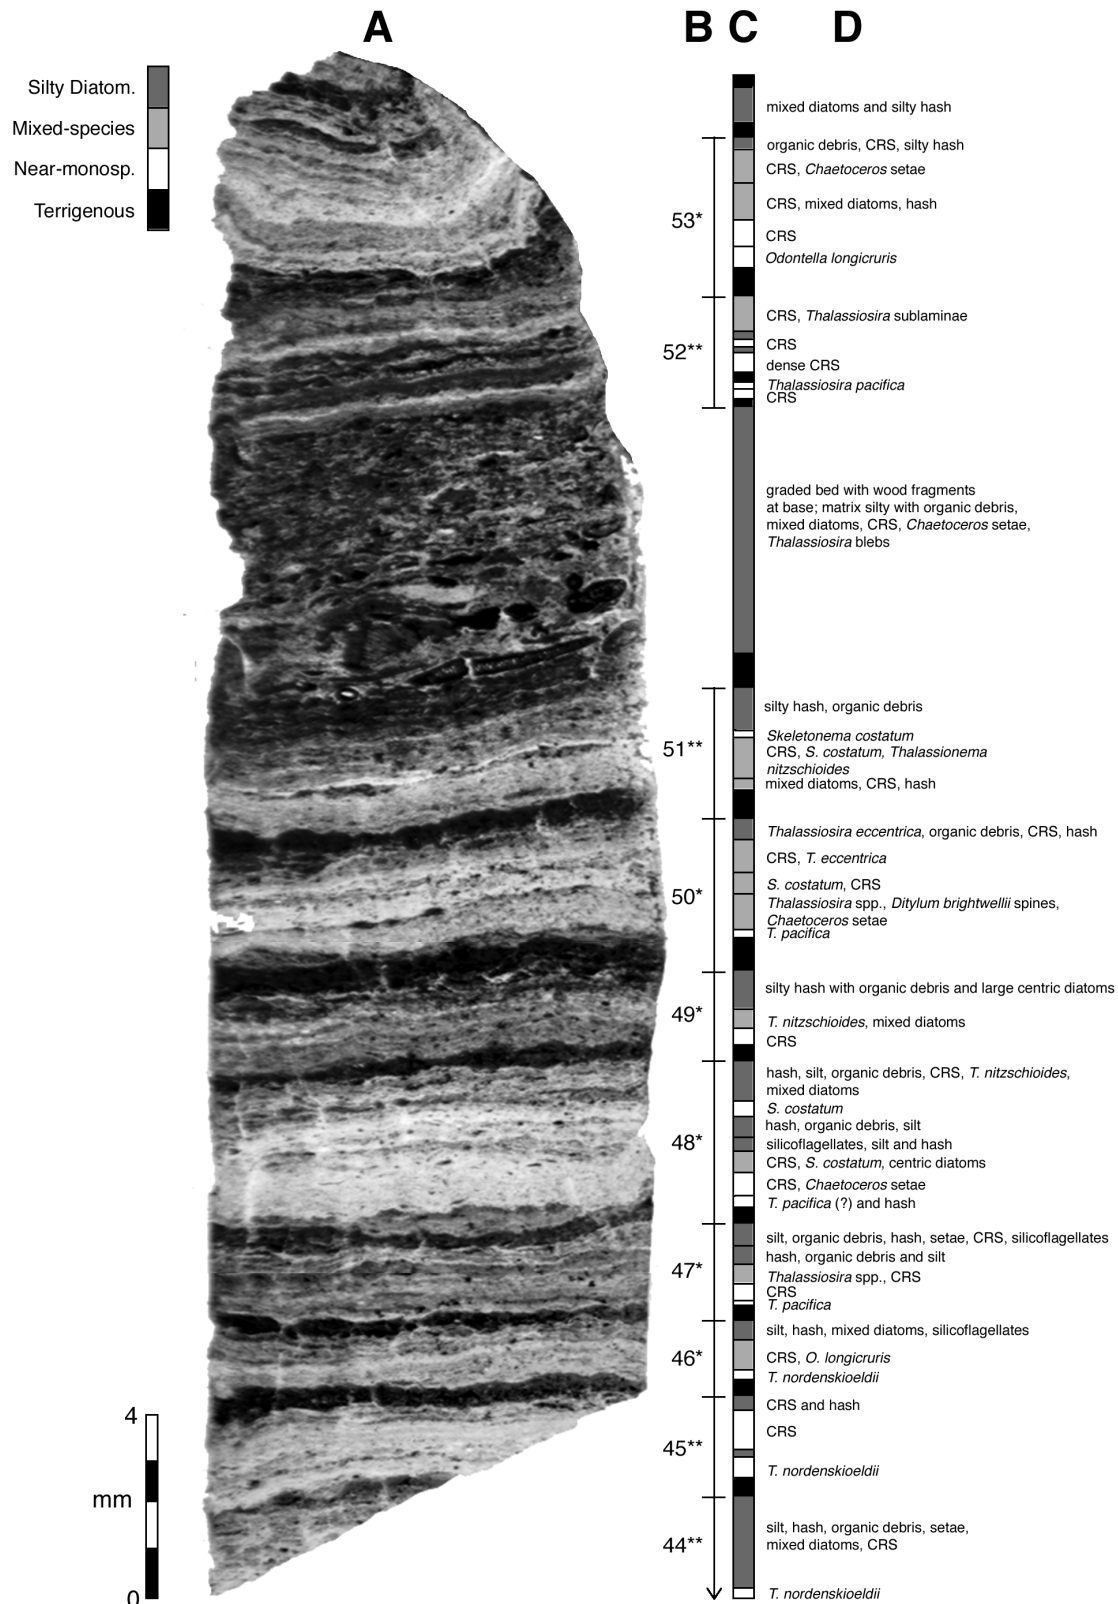 A
B
C
D
Silty Diatom.
Mixed-species
Near-monosp.
Terrigenous
mixed diatoms and silty hash
53*
organic debris, CRS, silty hash
CRS, Chaetoceros setae
CRS, mixed diatoms, hash
CRS
Odontella longicruris
52**
CRS, Thalassiosira sublaminae
CRS
dense CRS
Thalassiosira pacifica
CRS
graded bed with wood fragments
at base; matrix silty with organic debris,
mixed diatoms, CRS, Chaetoceros setae,
Thalassiosira blebs
51**
silty hash, organic debris
Skeletonema costatum
CRS, S. costatum, Thalassionema
nitzschioides
mixed diatoms, CRS, hash
50*
Thalassiosira eccentrica, organic debris, CRS, hash
CRS, T. eccentrica
S. costatum, CRS
Thalassiosira spp., Ditylum brightwellii spines,
Chaetoceros setae
T. pacifica
49*
silty hash with organic debris and large centric diatoms
T. nitzschioides, mixed diatoms
CRS
48*
hash, silt, organic debris, CRS, T. nitzschioides,
mixed diatoms
S. costatum
hash, organic debris, silt
silicoflagellates, silt and hash
CRS, S. costatum, centric diatoms
CRS, Chaetoceros setae
T. pacifica (?) and hash
47*
silt, organic debris, hash, setae, CRS, silicoflagellates
hash, organic debris and silt
Thalassiosira spp., CRS
CRS
T. pacifica
46*
silt, hash, mixed diatoms, silicoflagellates
CRS, O. longicruris
T. nordenskioeldii
45**
CRS and hash
CRS
T. nordenskioeldii
44**
silt, hash, organic debris, setae,
mixed diatoms, CRS
T. nordenskioeldii
4
mm
0